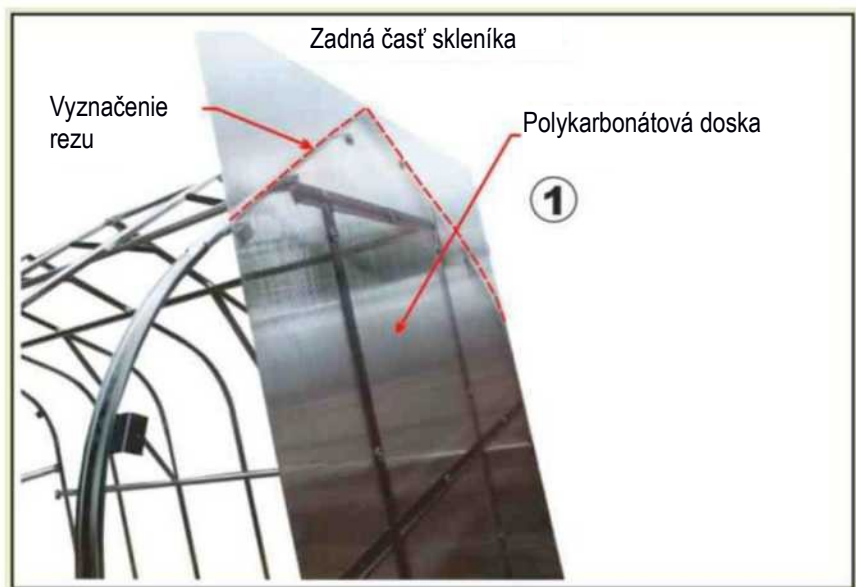 Zadná časť skleníka
Vyznačenie
rezu
Polykarbonátová doska
1